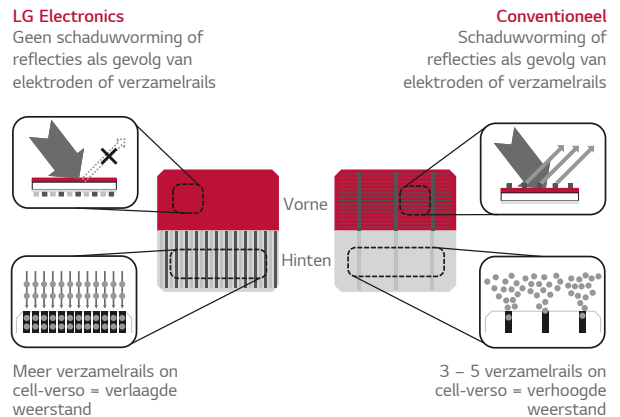 LG Electronics
Geen schaduwvorming of
reflecties als gevolg van
elektroden of verzamelrails
Conventioneel
Schaduwvorming of
reflecties als gevolg van
elektroden of verzamelrails
Vorne
Hinten
Meer verzamelrails on
cell-verso = verlaagde
weerstand
3 – 5 verzamelrails on
cell-verso = verhoogde
weerstand